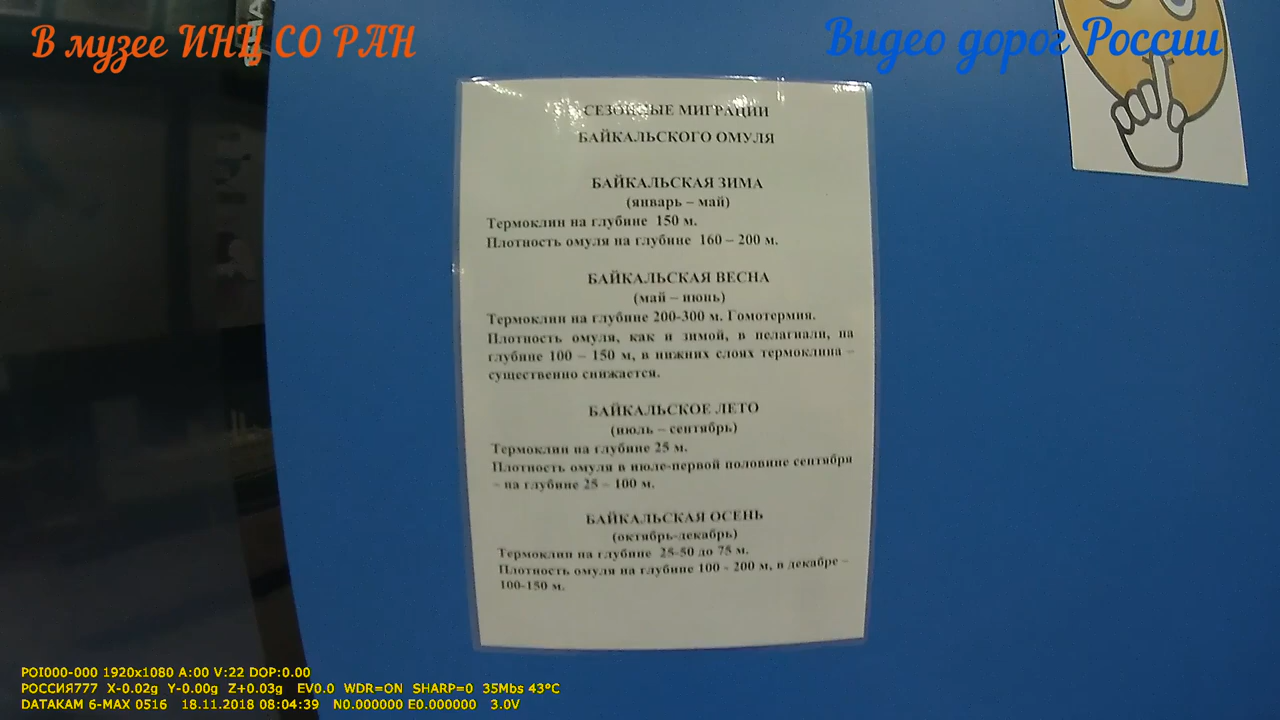 В музее ИНЦ СО РАН
Видео дорог России
СЕЗОННЫЕ МИГРАЦИИ
БАЙКАЛЬСКОГО ОМУЛЯ
БАЙКАЛЬСКАЯ ЗИМА
(январь – май)
Термоклин на глубине 150 м.
Плотность омуля на глубине 160 – 200 м.
БАЙКАЛЬСКАЯ ВЕСНА
(май – июнь)
Термоклин на глубине 200-300 м. Гомотермия.
Плотность омуля, как и зимой, в пелагиали, на
глубине 100 – 150 м, в нижних слоях термоклина –
существенно снижается.
БАЙКАЛЬСКОЕ ЛЕТО
(июль – сентябрь)
Термоклин на глубине 25 м.
Плотность омуля в июле-первой половине сентября
– на глубине 25 – 100 м.
БАЙКАЛЬСКАЯ ОСЕНЬ
(октябрь-декабрь)
Термоклин на глубине 25-50 до 75 м.
Плотность омуля на глубине 100 - 200 м, в декабре –
100-150 м.
POI000-000 1920x1080 A:00 V:22 DOP:0.00
РОССИЯ777 X-0.02g Y-0.00g Z+0.03g EV0.0 WDR=ON SHARP=0 35Mbs 43°C
DATAKAM 6-MAX 0516 18.11.2018 08:04:39 N0.000000 E0.000000 3.0V